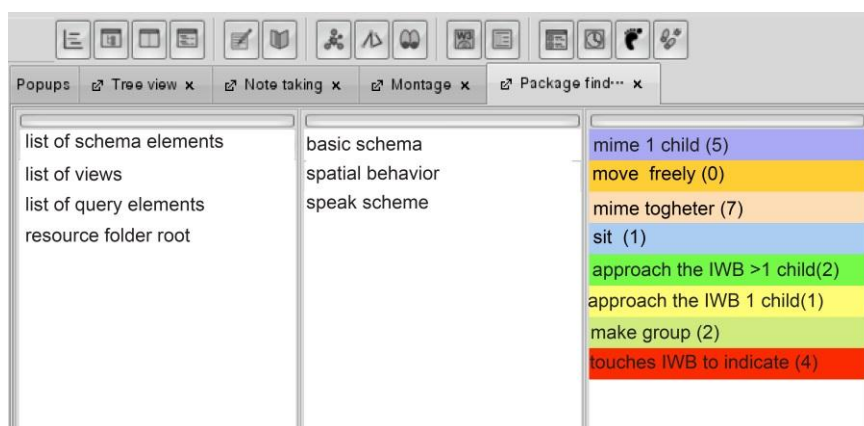 W3
Popups Tree view x Note taking x Montage x Package find··· x
list of schema elements
list of views
list of query elements
resource folder root
basic schema
spatial behavior
speak scheme
mime 1 child (5)
move freely (0)
mime togheter (7)
sit (1)
approach the IWB >1 child(2)
approach the IWB 1 child(1)
make group (2)
touches IWB to indicate (4)